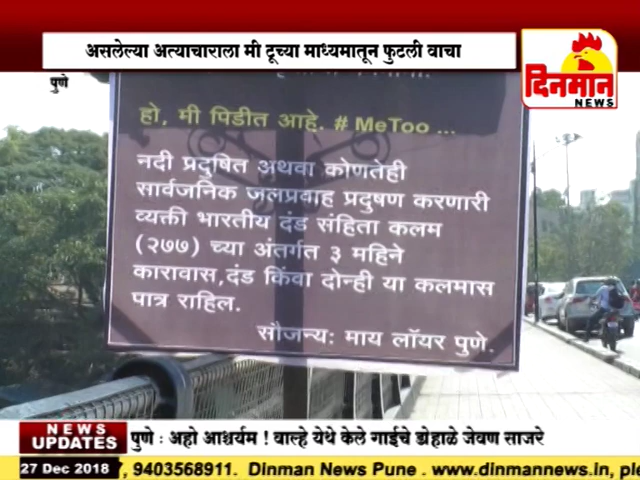 असलेल्या अत्याचाराला मी टूच्या माध्यमातून फुटली वाचा
पुणे
दिनमान
NEWS
हो, मी पिडीत आहे. # MeToo ...
नदी प्रदुषित अथवा कोणतेही
सार्वजनिक जलप्रवाह प्रदुषण करणारी
व्यक्ती भारतीय दंड संहिता कलम
(२७७) च्या अंतर्गत ३ महिने
कारावास,दंड किंवा दोन्ही या कलमास
पात्र राहिल.
सौजन्य: माय लॉयर पुणे.
NEWS
UPDATES
पुणे : अहो आश्चर्यम ! वाल्हे येथे केले गाईचे डोहाळे जेवण साजरे
27 Dec 2018
, 9403568911. Dinman News Pune . www.dinmannews.in, ple